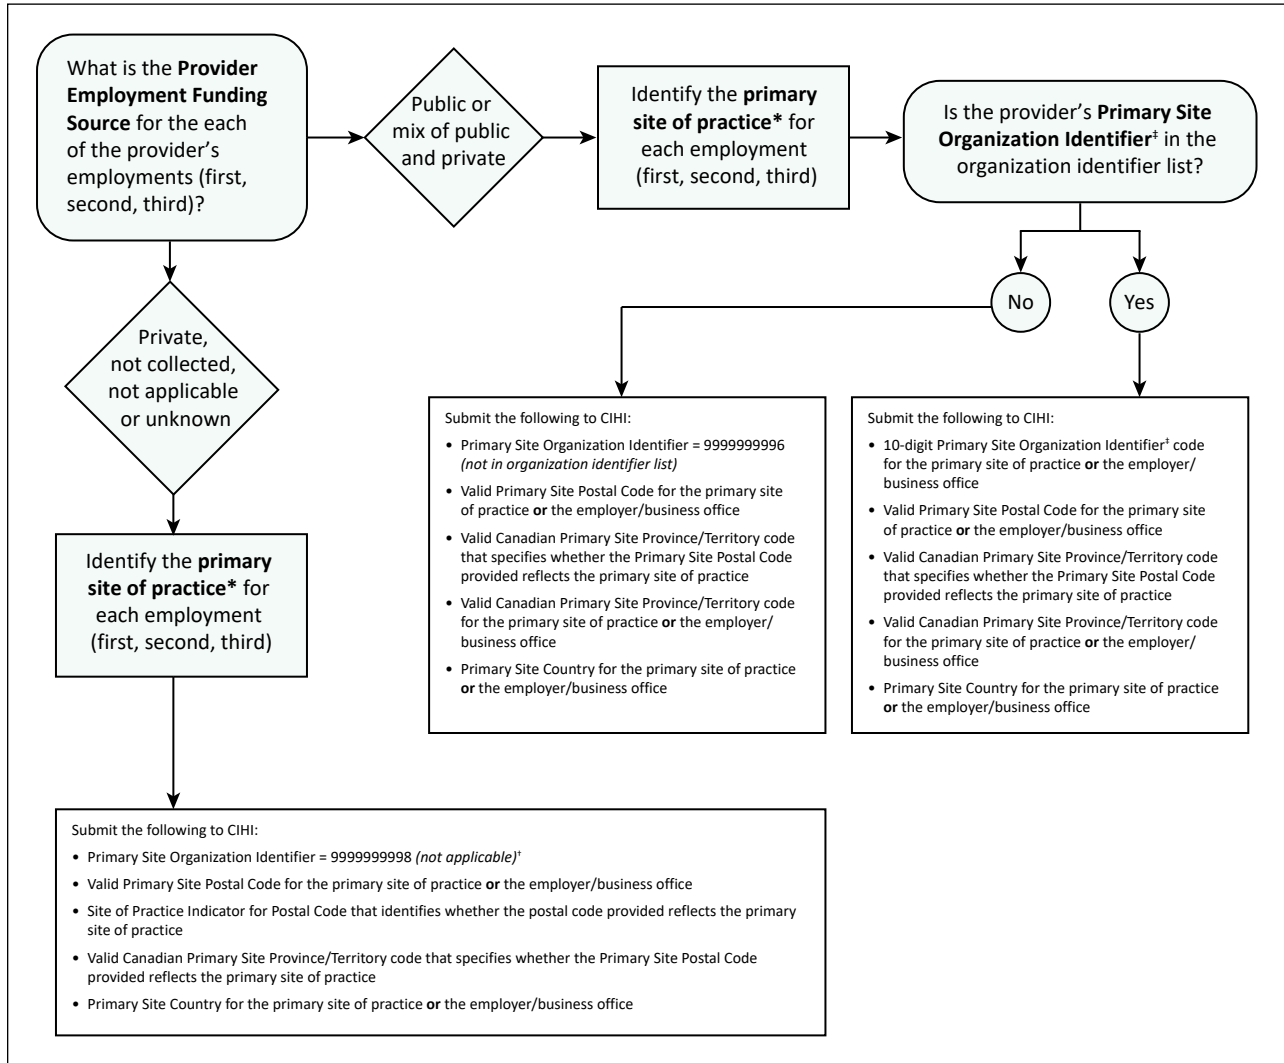 What is the Provider
Employment Funding
Source for the each
of the provider's
employments (first,
second, third)?
Public or
mix of public
and private
Identify the primary
site of practice* for
each employment
(first, second, third)
Is the provider's Primary Site
Organization Identifier‡ in the
organization identifier list?
No
Yes
Private,
not collected,
not applicable
or unknown
Identify the primary
site of practice* for
each employment
(first, second, third)
Submit the following to CIHI:
• Primary Site Organization Identifier = 9999999996
(not in organization identifier list)
• Valid Primary Site Postal Code for the primary site
of practice or the employer/business office
• Valid Canadian Primary Site Province/Territory code
that specifies whether the Primary Site Postal Code
provided reflects the primary site of practice
• Valid Canadian Primary Site Province/Territory code
for the primary site of practice or the employer/
business office
• Primary Site Country for the primary site of practice
or the employer/business office
Submit the following to CIHI:
• 10-digit Primary Site Organization Identifier‡ code
for the primary site of practice or the employer/
business office
• Valid Primary Site Postal Code for the primary site
of practice or the employer/business office
• Valid Canadian Primary Site Province/Territory code
that specifies whether the Primary Site Postal Code
provided reflects the primary site of practice
• Valid Canadian Primary Site Province/Territory code
for the primary site of practice or the employer/
business office
• Primary Site Country for the primary site of practice
or the employer/business office
Submit the following to CIHI:
• Primary Site Organization Identifier = 9999999998 (not applicable)†
• Valid Primary Site Postal Code for the primary site of practice or the employer/business office
• Site of Practice Indicator for Postal Code that identifies whether the postal code provided reflects the primary
site of practice
• Valid Canadian Primary Site Province/Territory code that specifies whether the Primary Site Postal Code
provided reflects the primary site of practice
• Primary Site Country for the primary site of practice or the employer/business office